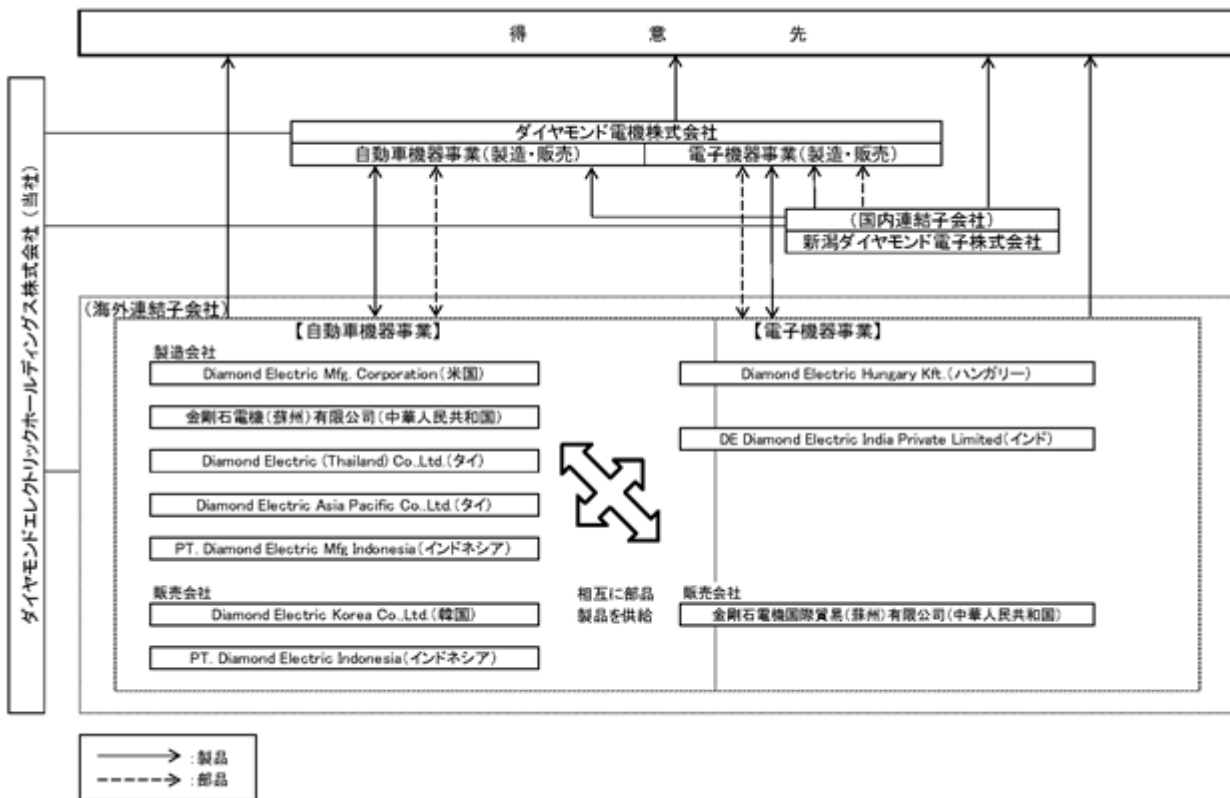 得意先
ダイヤモンドエレクトリックホールディングス株式会社(当社)
ダイヤモンド電機株式会社
自動車機器事業(製造・販売)
電子機器事業(製造・販売)
(国内連結子会社)
新潟ダイヤモンド電子株式会社
(海外連結子会社)
【自動車機器事業】
【電子機器事業】
製造会社
Diamond Electric Mfg. Corporation(米国)
Diamond Electric Hungary Kft.(ハンガリー)
金剛石電機(蘇州)有限公司(中華人民共和国)
DE Diamond Electric India Private Limited(インド)
Diamond Electric (Thailand) Co.,Ltd.(タイ)
Diamond Electric Asia Pacific Co.,Ltd.(タイ)
PT. Diamond Electric Mfg Indonesia(インドネシア)
販売会社
Diamond Electric Korea Co.,Ltd.(韓国)
PT. Diamond Electric Indonesia(インドネシア)
相互に部品
製品を供給
販売会社
金剛石電機国際貿易(蘇州)有限公司(中華人民共和国)
:製品
:部品